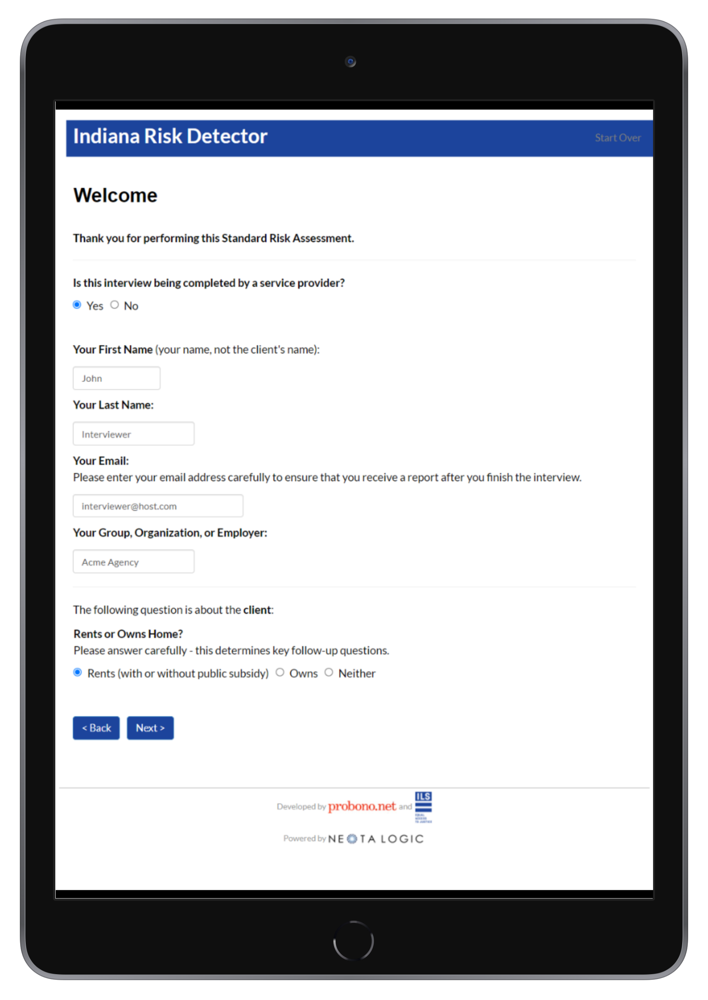 Indiana Risk Detector
Start Over
Welcome
Thank you for performing this Standard Risk Assessment.
Is this interview being completed by a service provider?
Yes No
Your First Name (your name, not the client's name):
John
Your Last Name:
Interviewer
Your Email:
Please enter your email address carefully to ensure that you receive a report after you finish the interview.
interviewer@host.com
Your Group, Organization, or Employer:
Acme Agency
The following question is about the client:
Rents or Owns Home?
Please answer carefully - this determines key follow-up questions.
Rents (with or without public subsidy) Owns Neither
< Back Next >
Developed by probono.net and
ILS
EQUAL
ACCESS
TO JUSTICE
Powered by NEOTA LOGIC